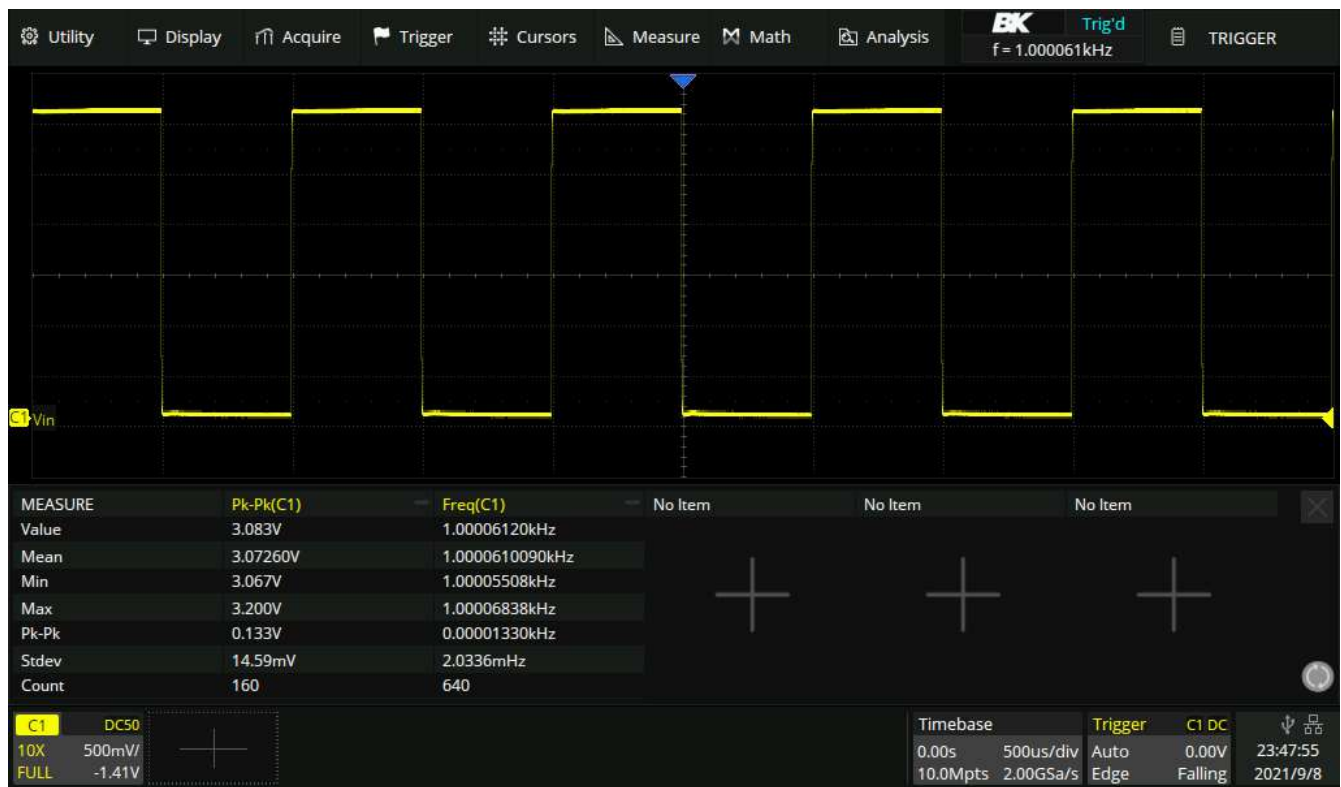 Utility Display Acquire Trigger Cursors Measure Math Analysis BK Trig'd TRIGGER
f = 1.000061kHz
C1 Vin
MEASURE Pk-Pk(C1) Freq(C1) No Item No Item No Item
Value 3.083V 1.00006120kHz
Mean 3.07260V 1.0000610090kHz
Min 3.067V 1.00005508kHz
Max 3.200V 1.00006838kHz
Pk-Pk 0.133V 0.00001330kHz
Stdev 14.59mV 2.0336mHz
Count 160 640
C1 DC50 Timebase Trigger C1 DC
10X 500mV/ 0.00s 500us/div Auto 0.00V 23:47:55
FULL -1.41V 10.0Mpts 2.00GSa/s Edge Falling 2021/9/8